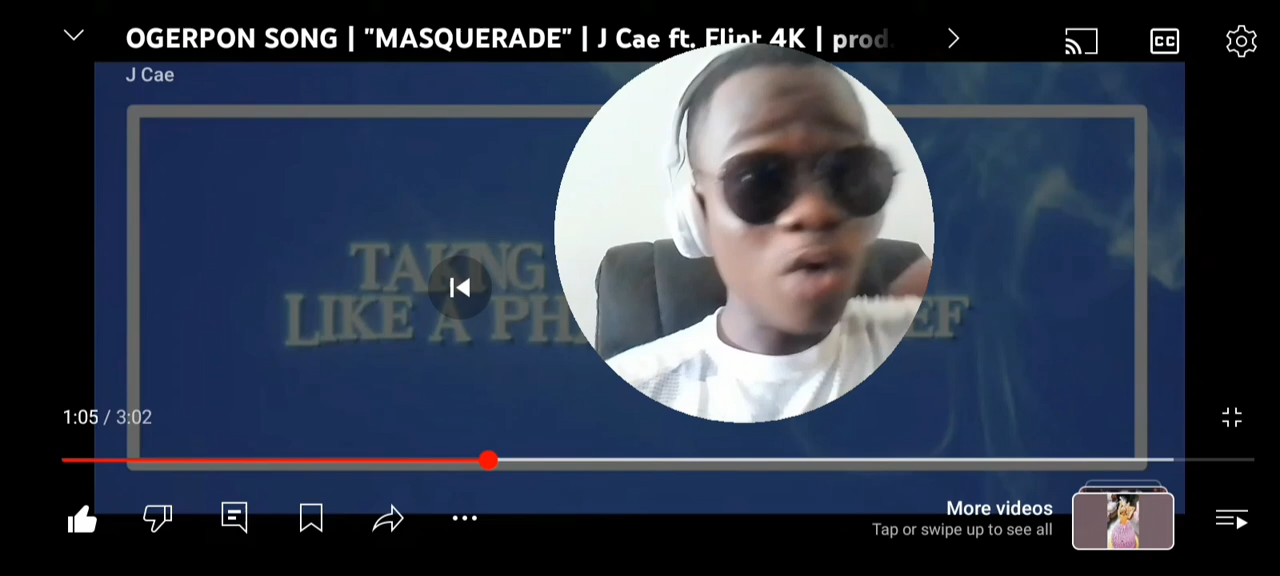 OGERPON SONG | "MASQUERADE" | J Cae ft. Flint 4K | prod.
J Cae
CC
TAKING
LIKE A PH EF
1:05 / 3:02
More videos
Tap or swipe up to see all